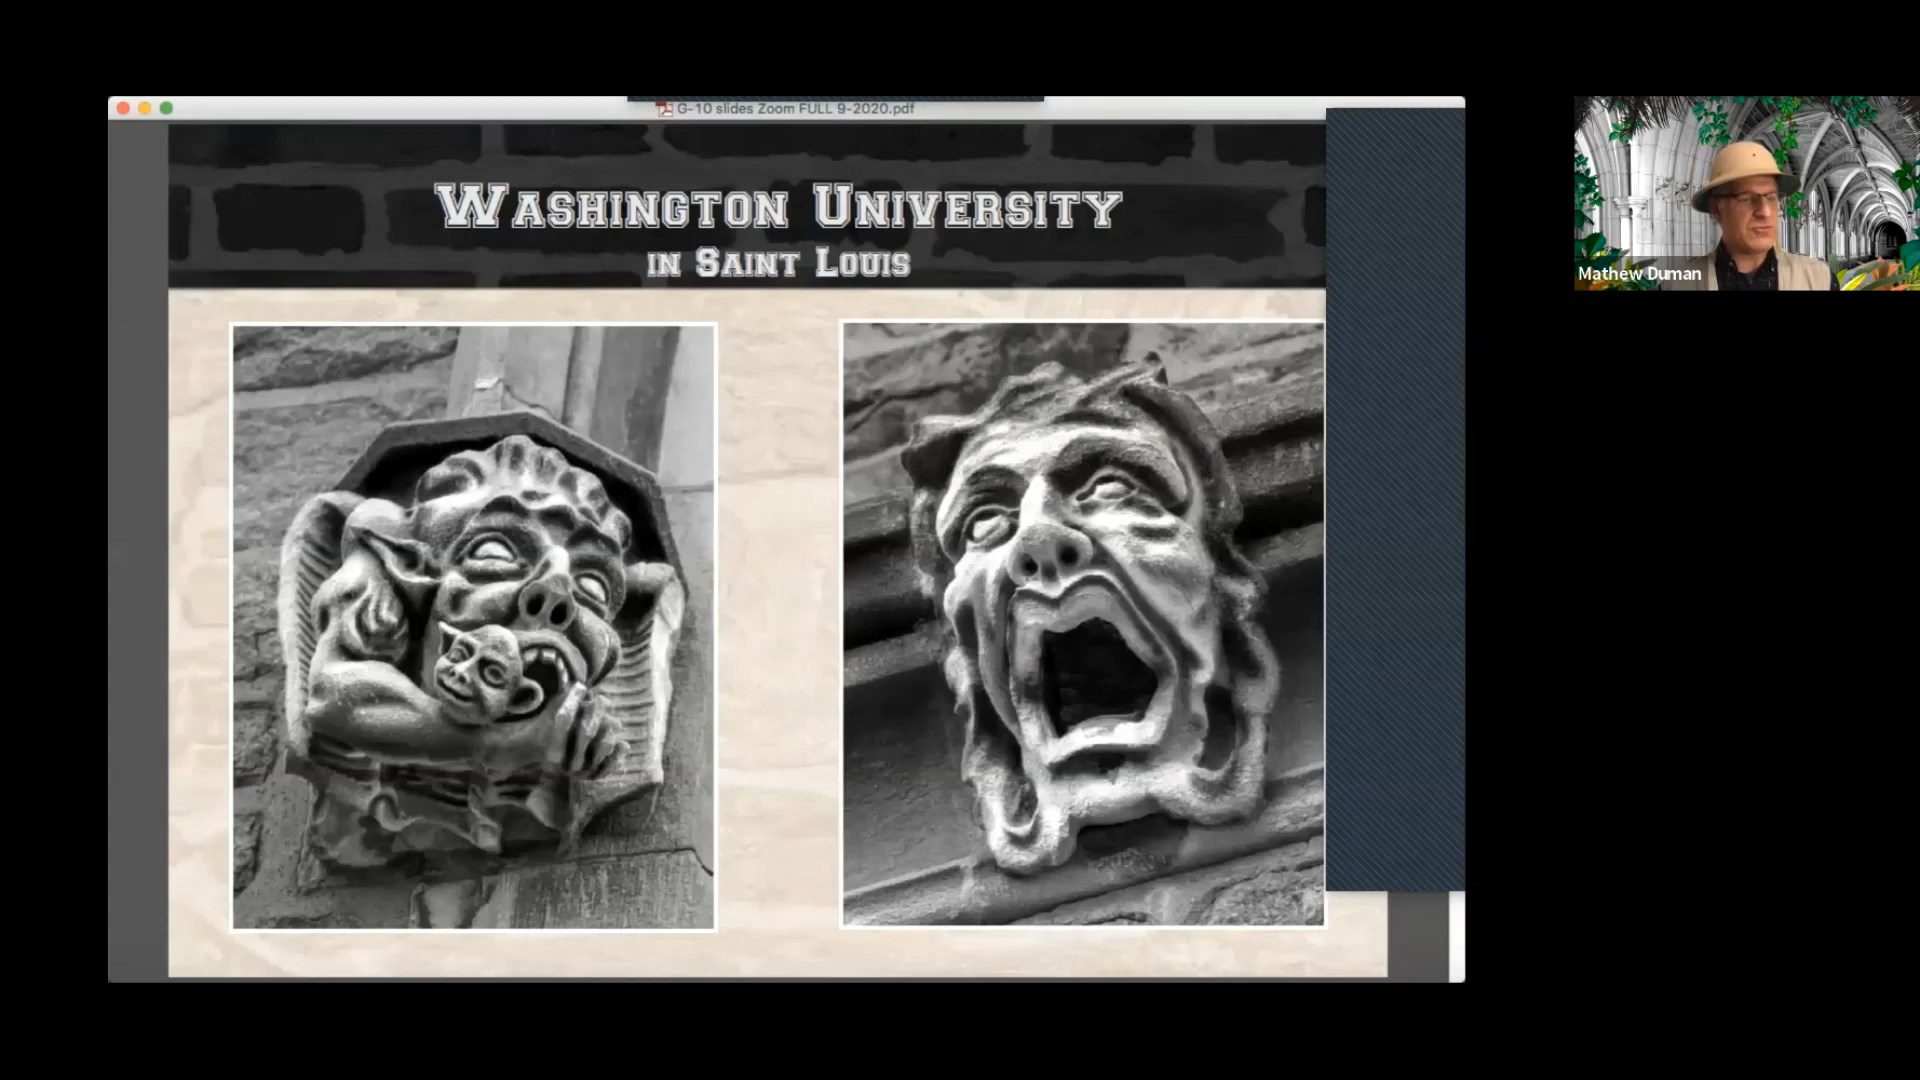 G-10 slides Zoom FULL 9-2020.pdf
WASHINGTON UNIVERSITY
IN SAINT LOUIS
Mathew Duman